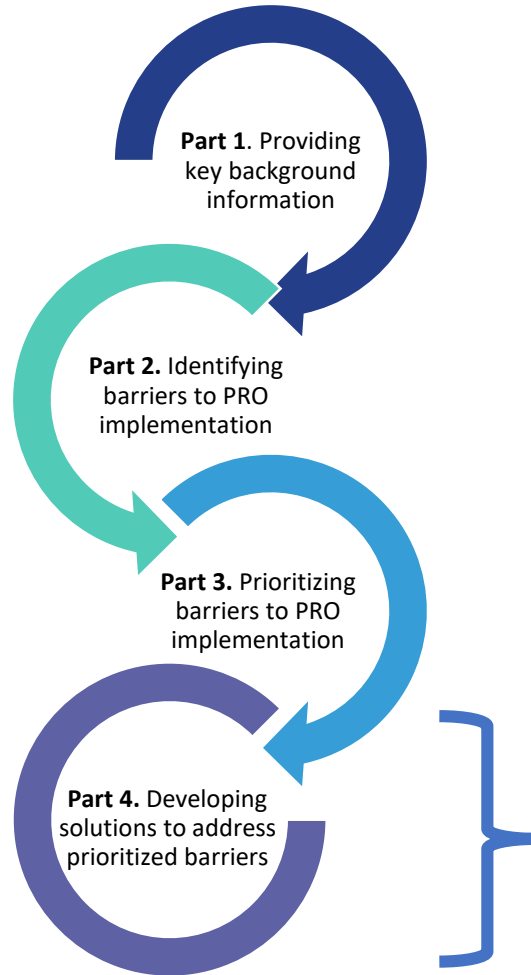 Part 1. Providing
key background
information
Part 2. Identifying
barriers to PRO
implementation
Part 3. Prioritizing
barriers to PRO
implementation
Part 4. Developing
solutions to address
prioritized barriers